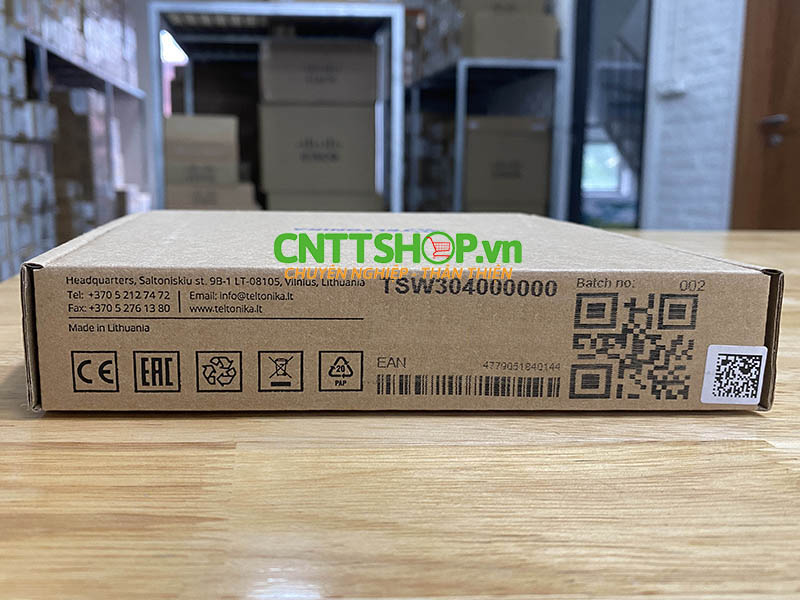 CNTTSHOP.vn
CHUYÊN NGHIỆP - THÂN THIỆN
Headquarters, Saltoniskiu st. 9B-1 LT-08105, Vilnius, Lithuania
Tel: +370 5 212 74 72
Fax: +370 5 276 13 80
Email: info@teltonika.lt
www.teltonika.lt
Made in Lithuania
CE
EAC
20
PAP
TSW304000000
EAN
4779051840144
Batch no: 002